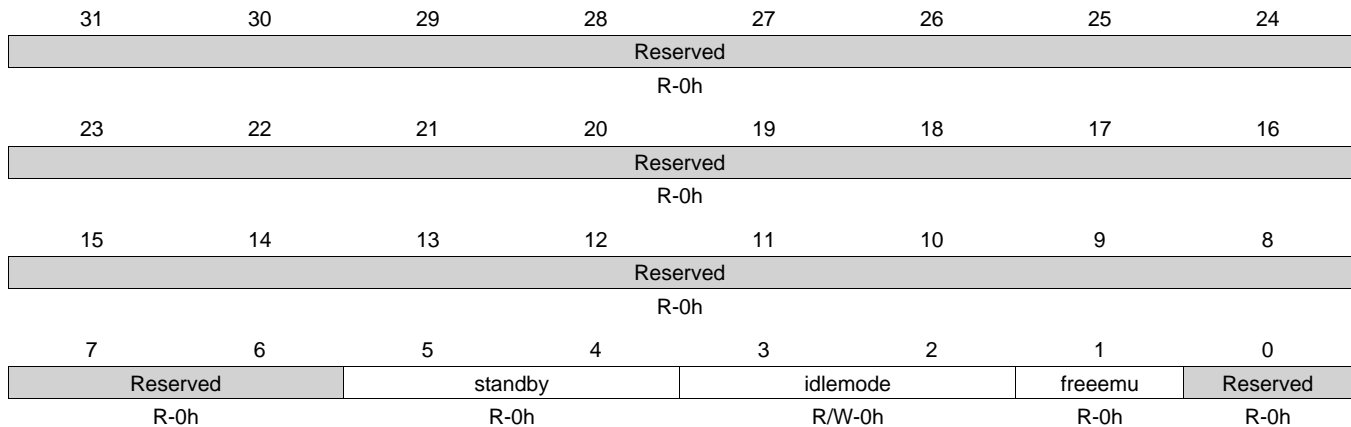 31 30 29 28 27 26 25 24
Reserved
R-0h
23 22 21 20 19 18 17 16
Reserved
R-0h
15 14 13 12 11 10 9 8
Reserved
R-0h
7 6 5 4 3 2 1 0
Reserved standby idlemode freeemu Reserved
R-0h R-0h R/W-0h R-0h R-0h